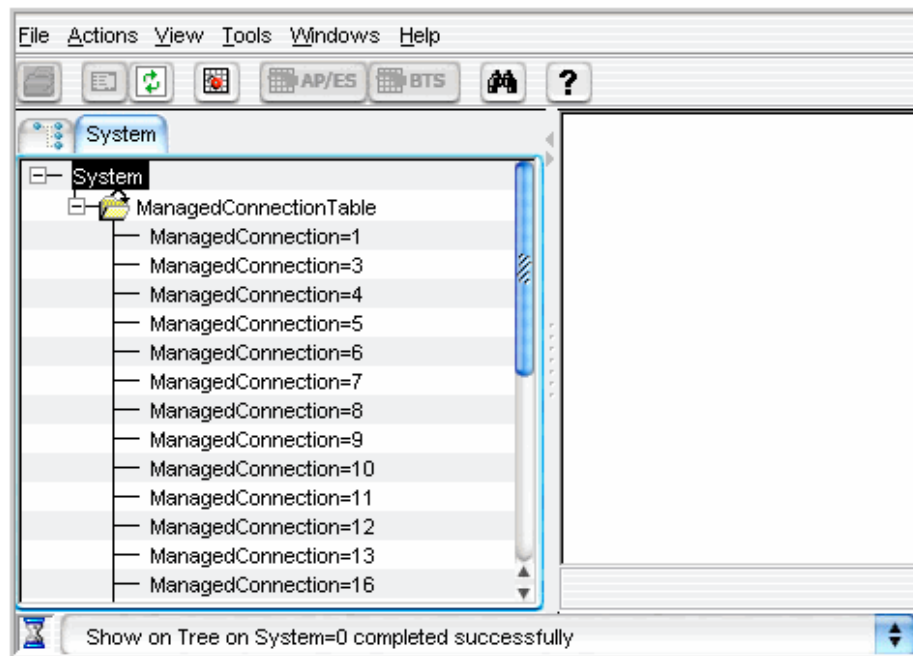 File Actions View Tools Windows Help
AP/ES BTS ?
System
System
ManagedConnectionTable
ManagedConnection=1
ManagedConnection=3
ManagedConnection=4
ManagedConnection=5
ManagedConnection=6
ManagedConnection=7
ManagedConnection=8
ManagedConnection=9
ManagedConnection=10
ManagedConnection=11
ManagedConnection=12
ManagedConnection=13
ManagedConnection=16
Show on Tree on System=0 completed successfully